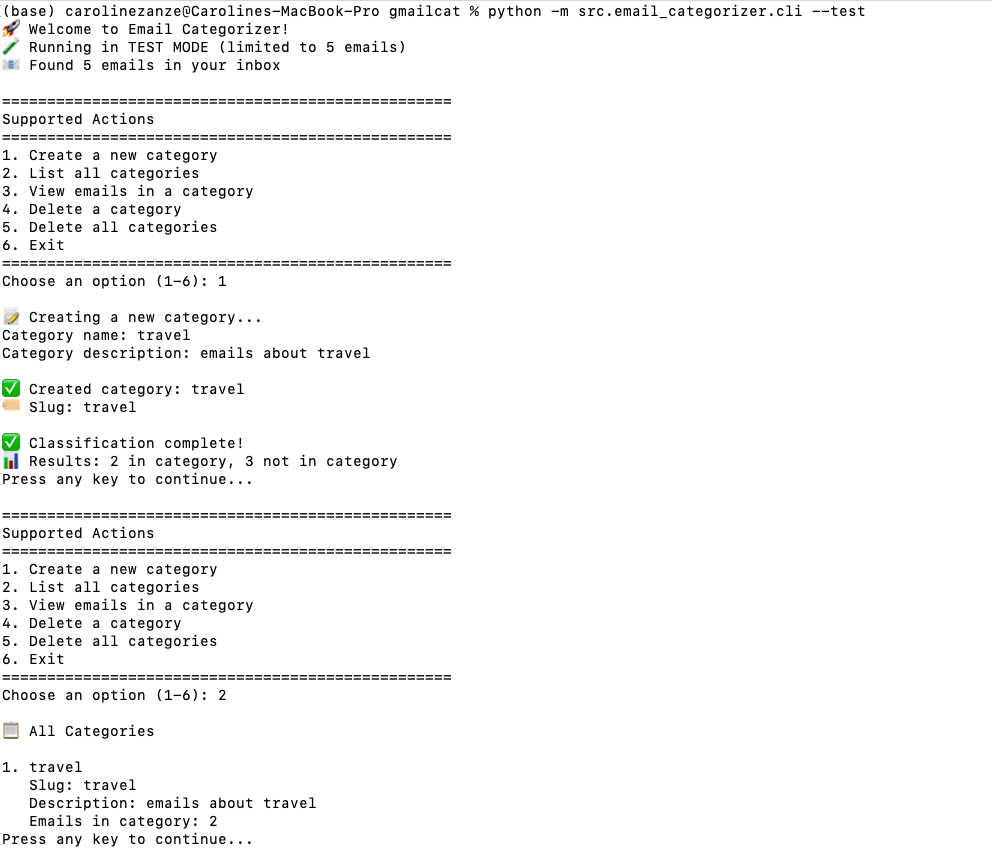 (base) carolinezanze@Carolines-MacBook-Pro gmailcat % python -m src.email_categorizer.cli --test
🚀 Welcome to Email Categorizer!
🧪 Running in TEST MODE (limited to 5 emails)
📧 Found 5 emails in your inbox

==================================================
Supported Actions
==================================================
1. Create a new category
2. List all categories
3. View emails in a category
4. Delete a category
5. Delete all categories
6. Exit
==================================================
Choose an option (1-6): 1

📝 Creating a new category...
Category name: travel
Category description: emails about travel

✅ Created category: travel
🏷️ Slug: travel

✅ Classification complete!
📊 Results: 2 in category, 3 not in category
Press any key to continue...

==================================================
Supported Actions
==================================================
1. Create a new category
2. List all categories
3. View emails in a category
4. Delete a category
5. Delete all categories
6. Exit
==================================================
Choose an option (1-6): 2

📋 All Categories

1. travel
   Slug: travel
   Description: emails about travel
   Emails in category: 2
Press any key to continue...